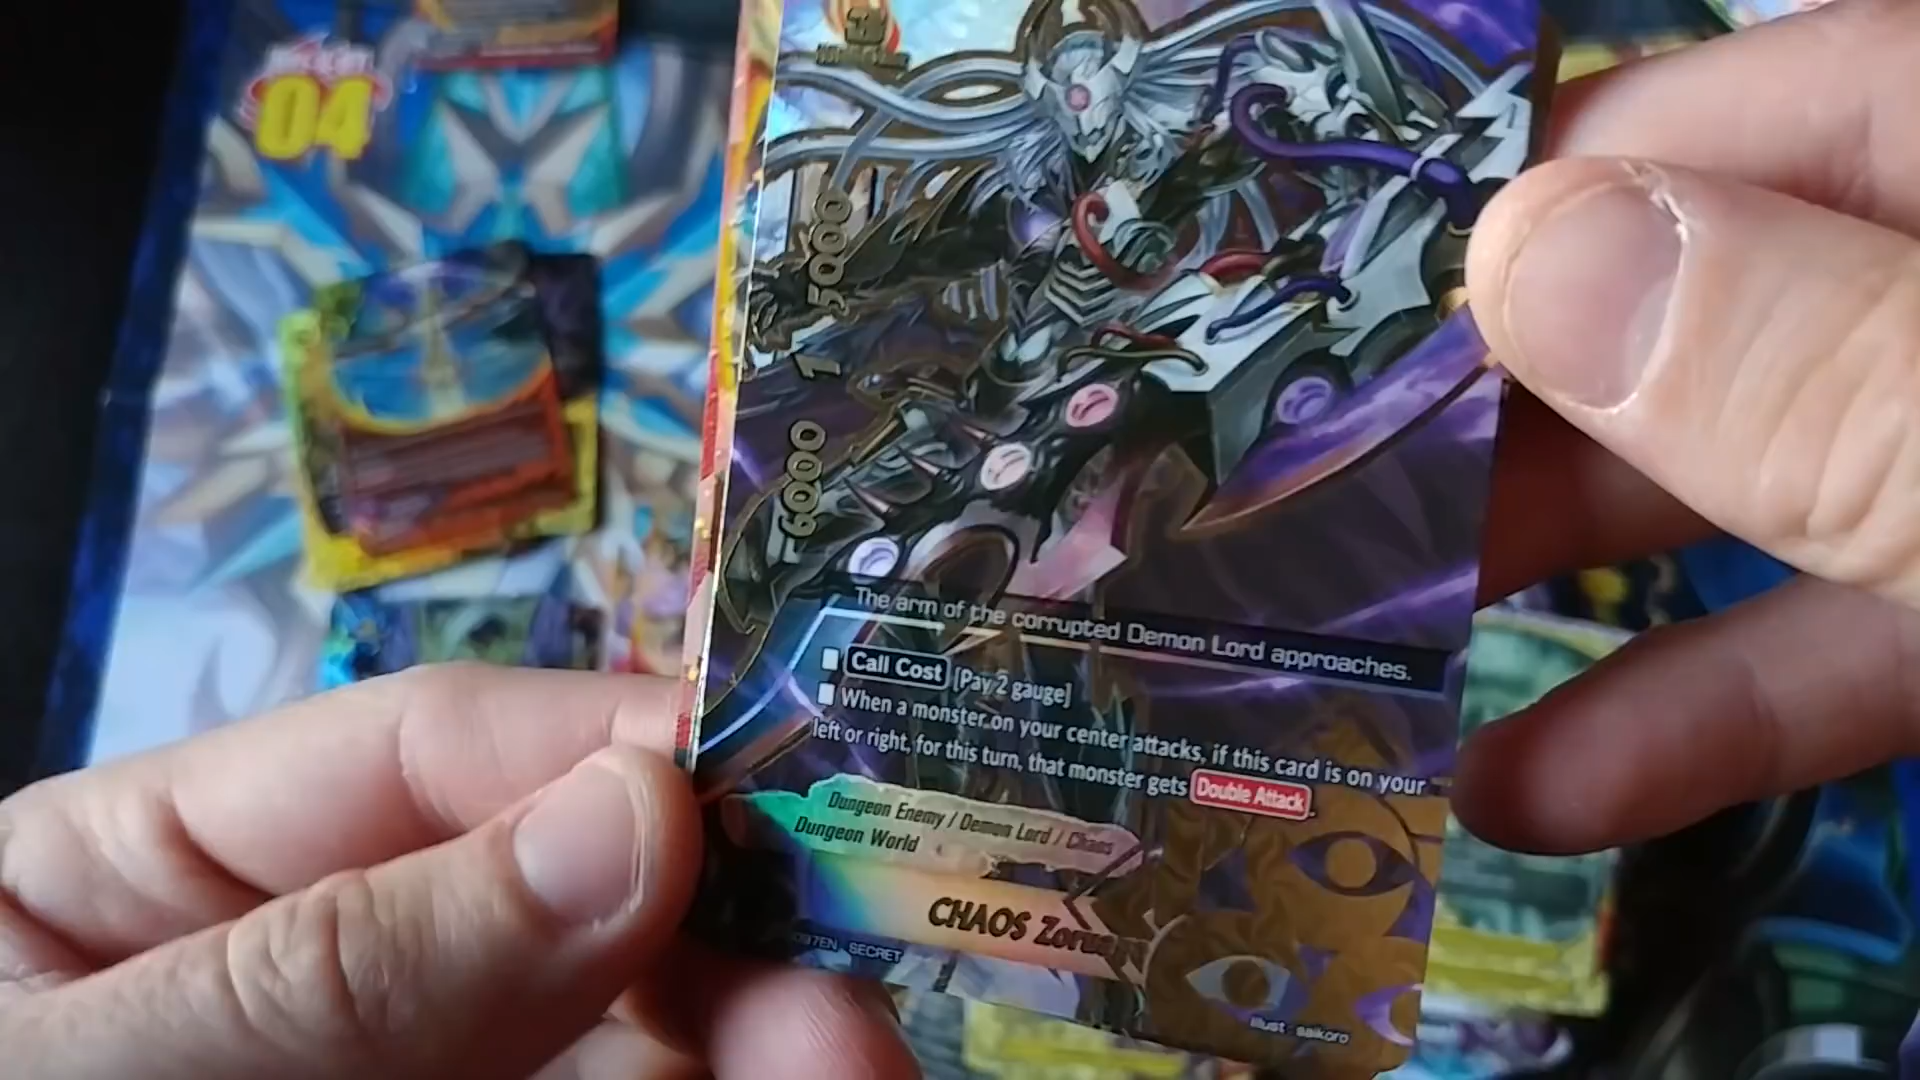 04
5000
1
6000
The arm of the corrupted Demon Lord approaches.
Call Cost [Pay 2 gauge]
When a monster on your center attacks, if this card is on your
left or right, for this turn, that monster gets Double Attack.
Dungeon Enemy / Demon Lord / Chaos
Dungeon World
CHAOS
097EN SECRET
illust saikoro